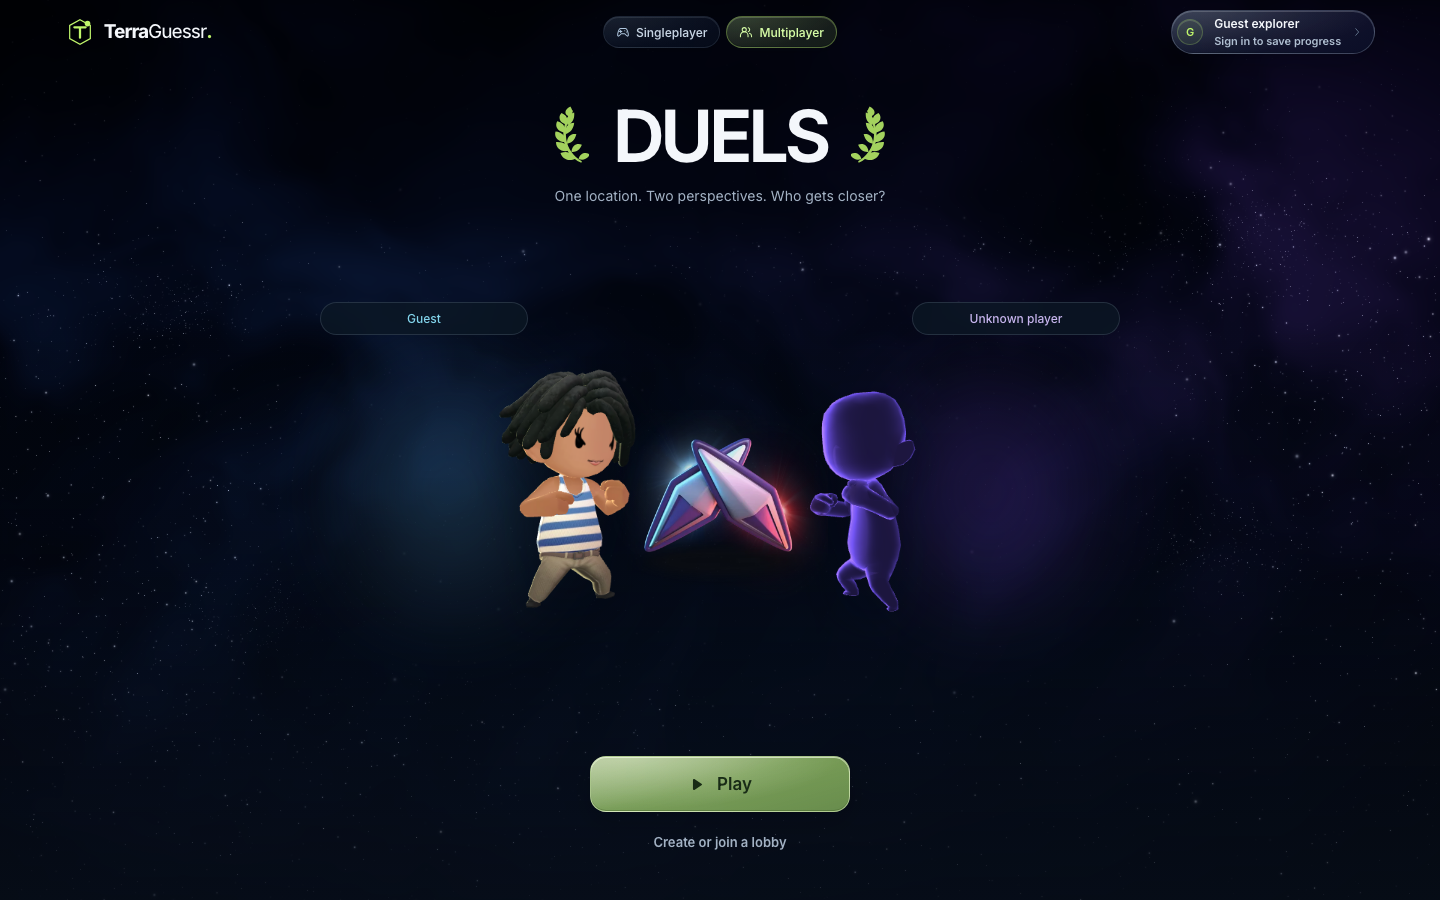 TerraGuessr.
Singleplayer
Multiplayer
G
Guest explorer
Sign in to save progress
DUELS
One location. Two perspectives. Who gets closer?
Guest
Unknown player
Play
Create or join a lobby